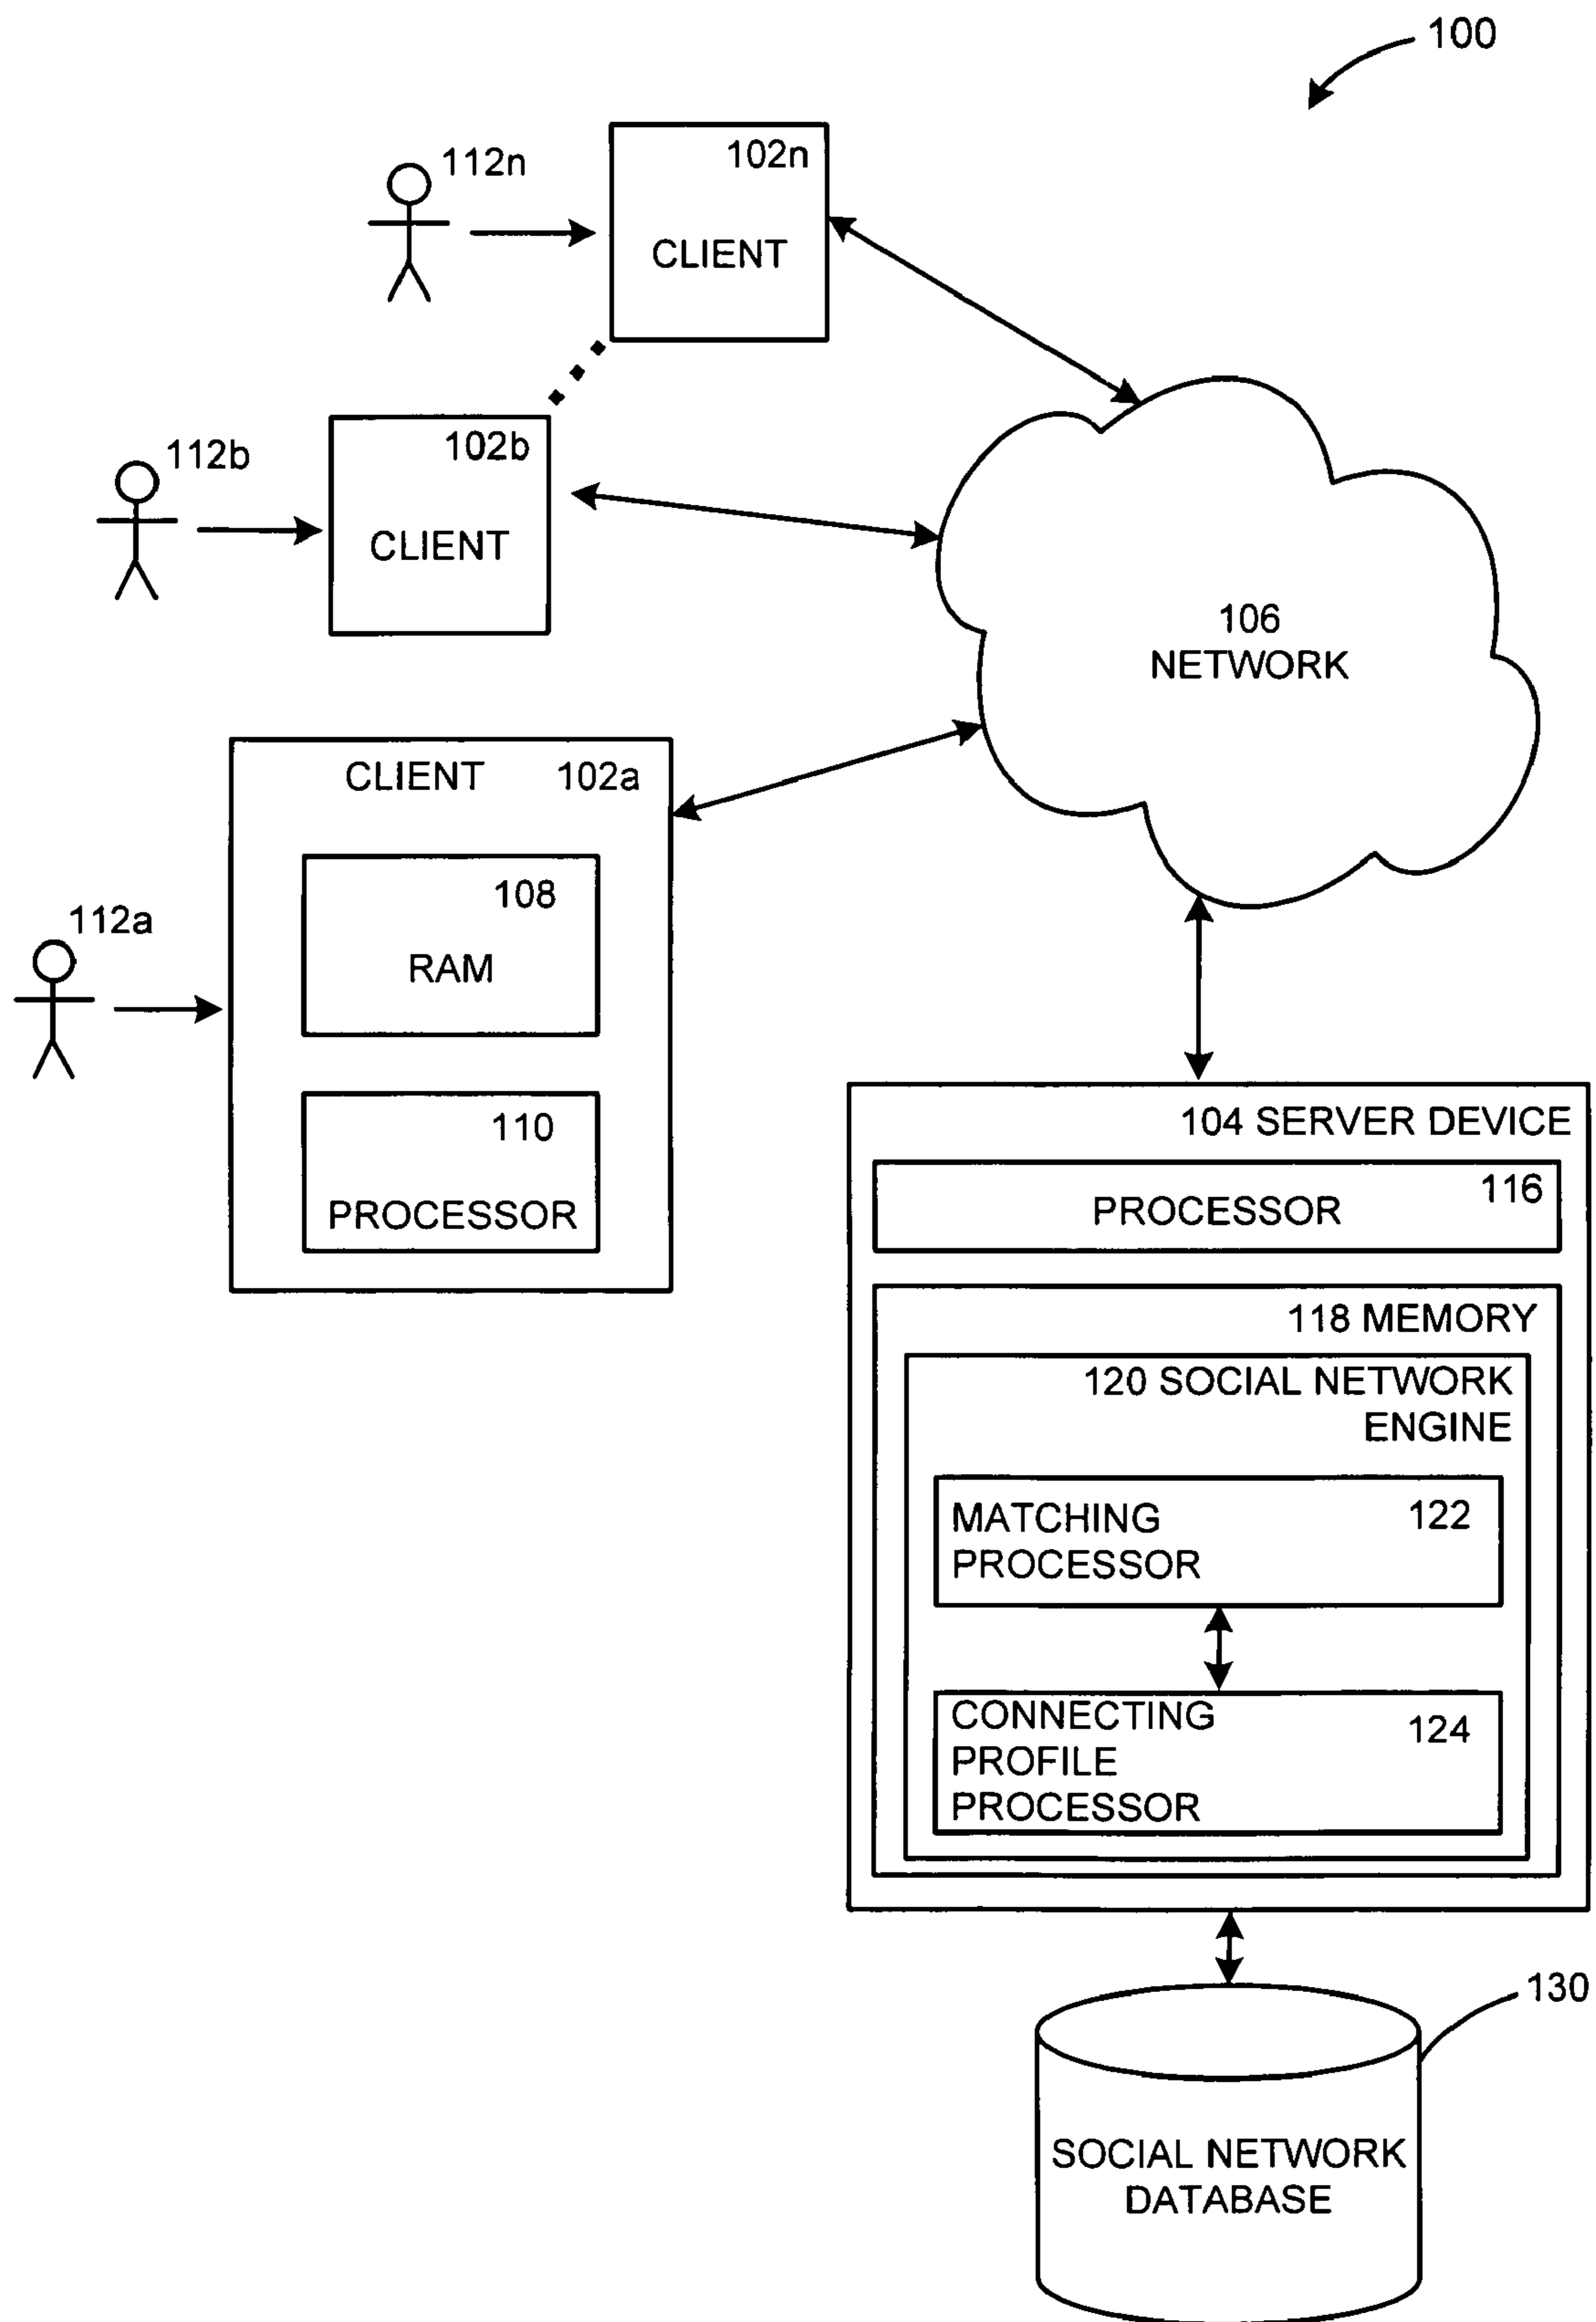 100
112n
102n
CLIENT
112b
102b
CLIENT
106
NETWORK
CLIENT 102a
108
RAM
112a
110
PROCESSOR
104 SERVER DEVICE
116
PROCESSOR
118 MEMORY
120 SOCIAL NETWORK
ENGINE
MATCHING 122
PROCESSOR
CONNECTING
PROFILE 124
PROCESSOR
130
SOCIAL NETWORK
DATABASE